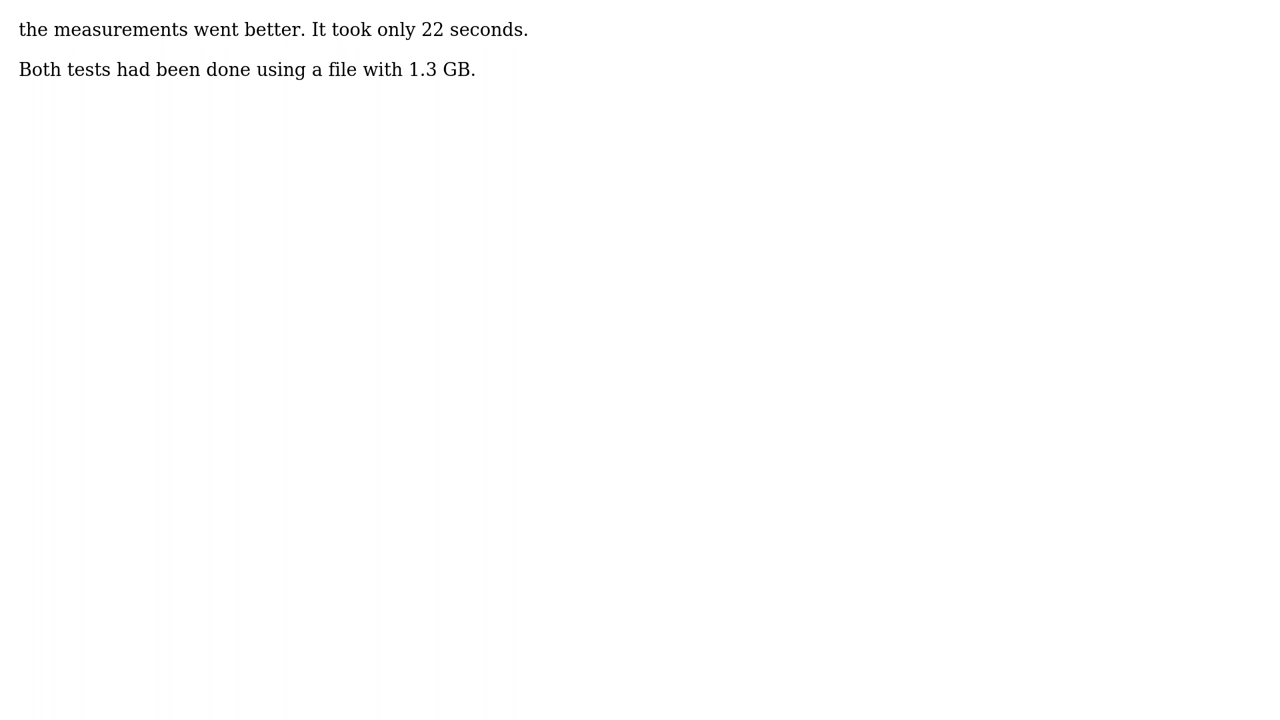 the measurements went better. It took only 22 seconds.
Both tests had been done using a file with 1.3 GB.